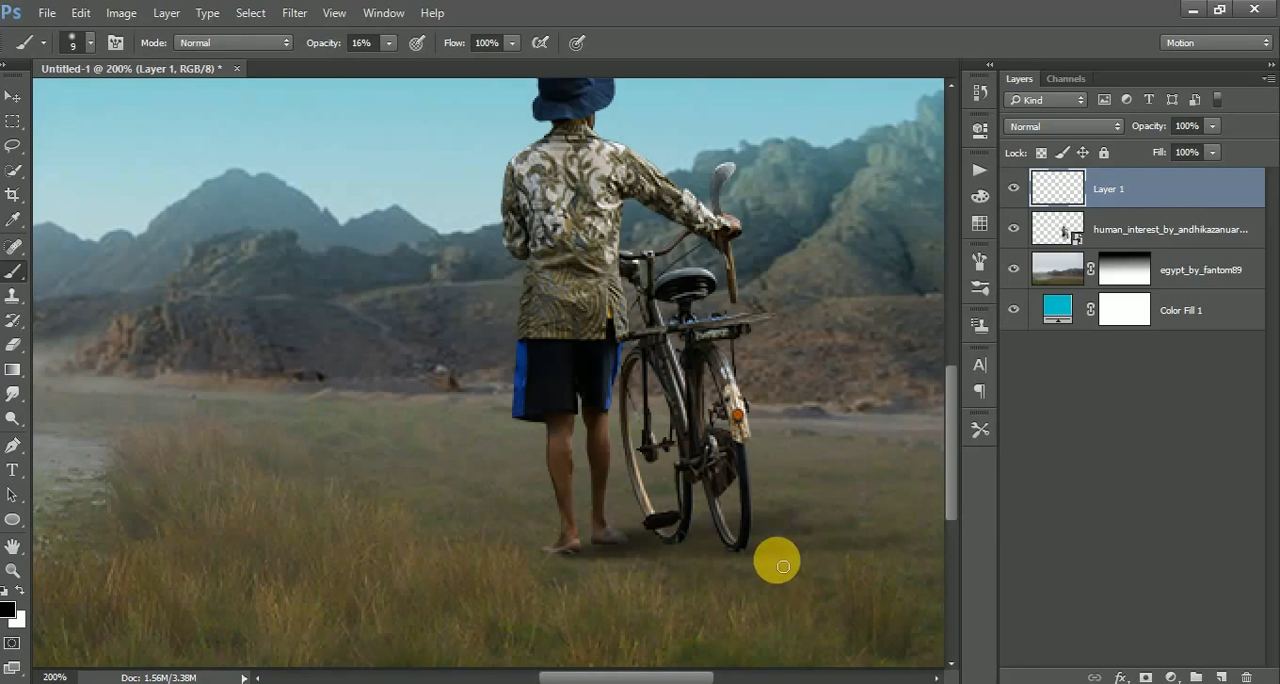 Ps File Edit Image Layer Type Select Filter View Window Help
9 Mode: Normal Opacity: 16% Flow: 100% Motion
Untitled-1 @ 200% (Layer 1, RGB/8) * ×
Layers Channels
Kind
Normal Opacity: 100%
Lock: Fill: 100%
Layer 1
human_interest_by_andhikazanuar...
egypt_by_fantom89
Color Fill 1
200% Doc: 1.56M/3.38M